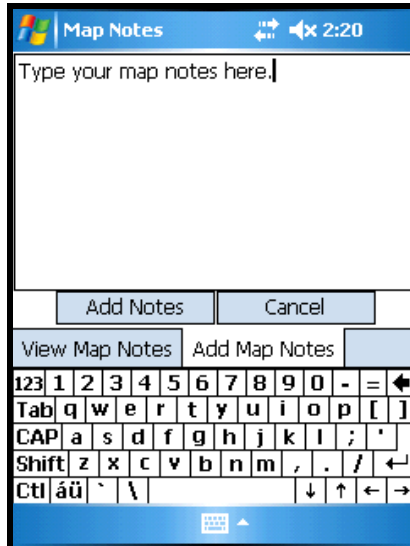 Map Notes 2:20
Type your map notes here.
Add Notes Cancel
View Map Notes Add Map Notes
123 1 2 3 4 5 6 7 8 9 0 - = 🡄
Tab q w e r t y u i o p [ ]
CAP a s d f g h j k l ; '
Shift z x c v b n m , . / ↵
Ctl áü ` \ ↓ ↑ ← →